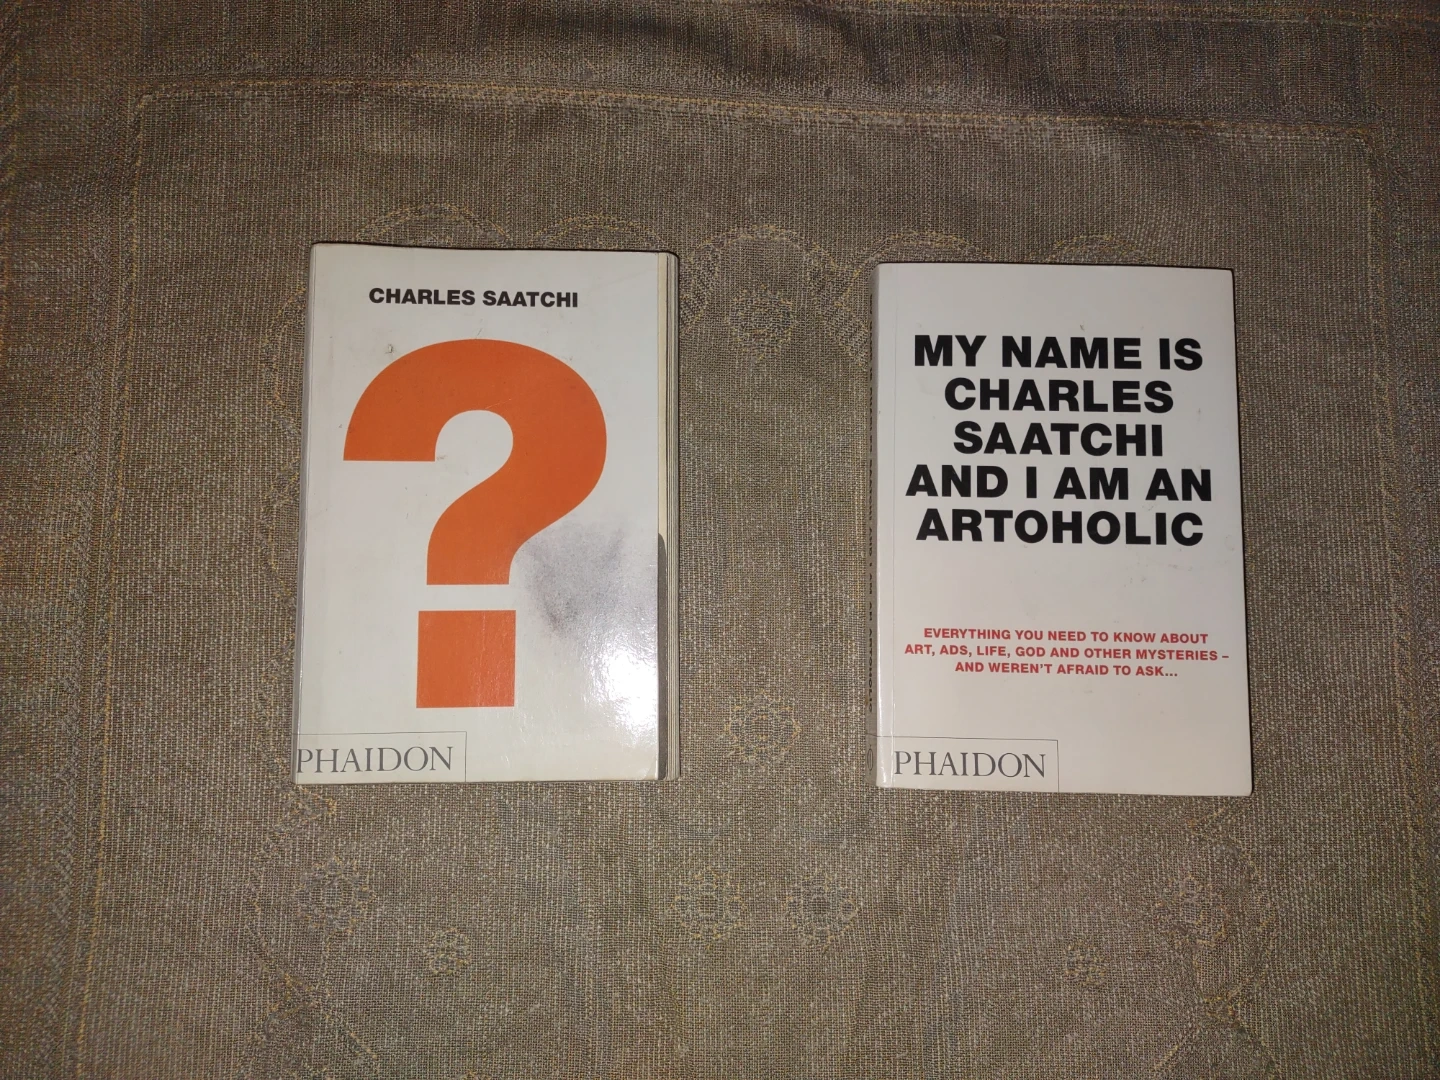 CHARLES SAATCHI
?
PHAIDON
MY NAME IS
CHARLES
SAATCHI
AND I AM AN
ARTOHOLIC
EVERYTHING YOU NEED TO KNOW ABOUT
ART, ADS, LIFE, GOD AND OTHER MYSTERIES –
AND WEREN'T AFRAID TO ASK...
PHAIDON